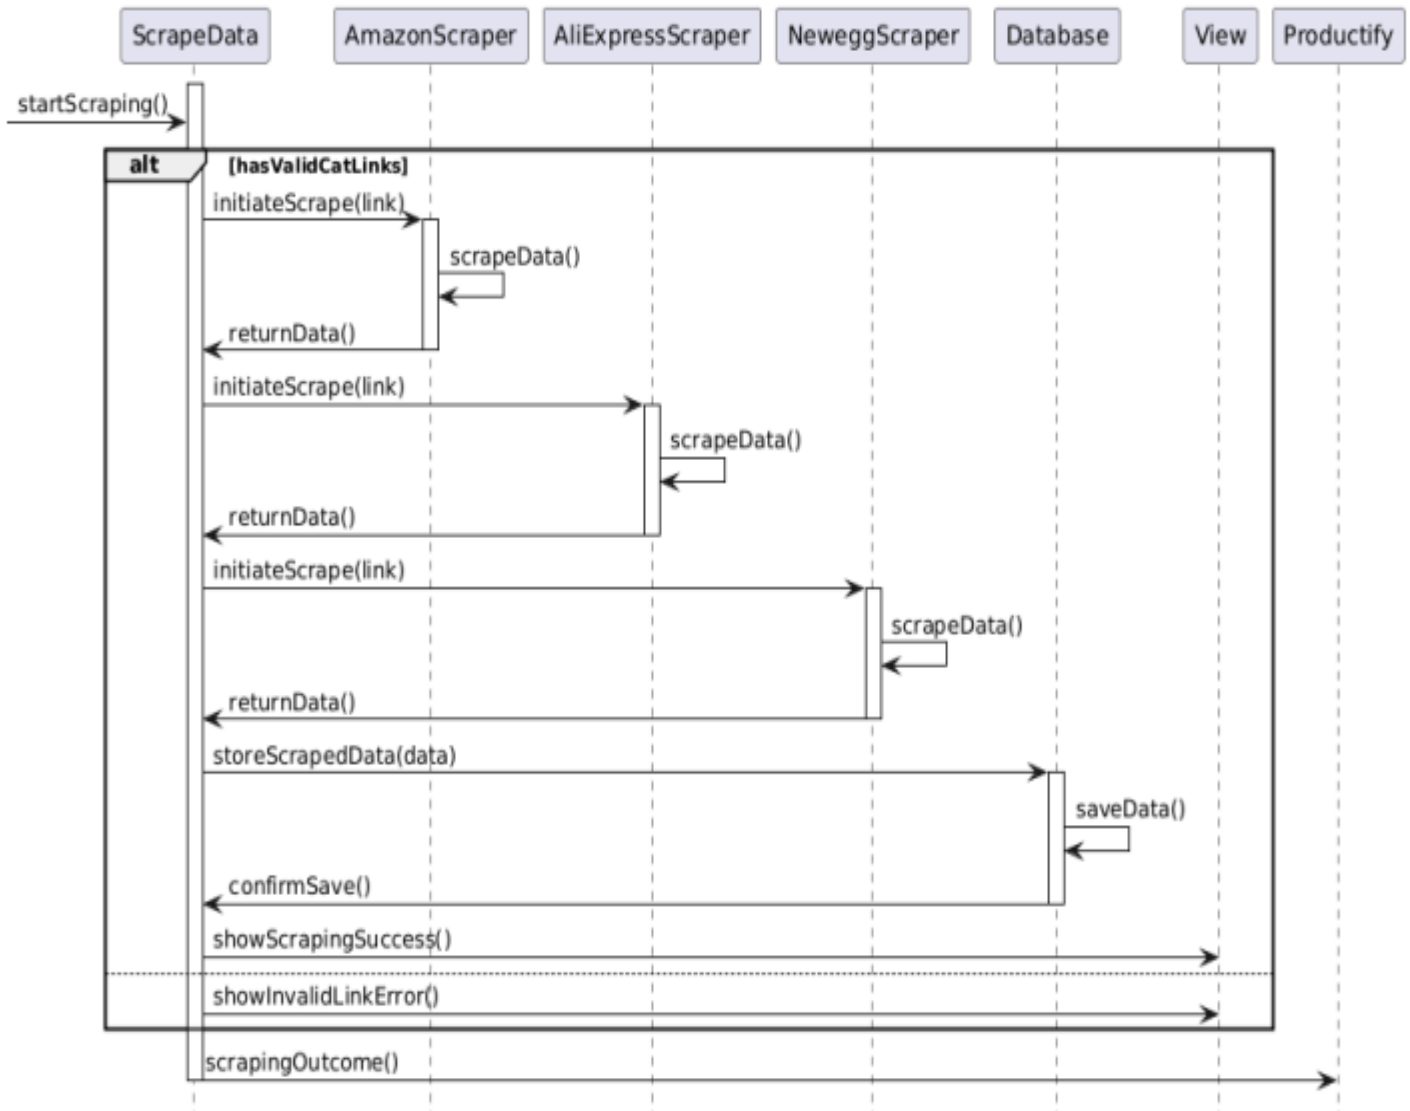 ScrapeData AmazonScraper AliExpressScraper NeweggScraper Database View Productify
startScraping()
alt [hasValidCatLinks]
initiateScrape(link)
scrapeData()
returnData()
initiateScrape(link)
scrapeData()
returnData()
initiateScrape(link)
scrapeData()
returnData()
storeScrapedData(data)
saveData()
confirmSave()
showScrapingSuccess()
showInvalidLinkError()
scrapingOutcome()